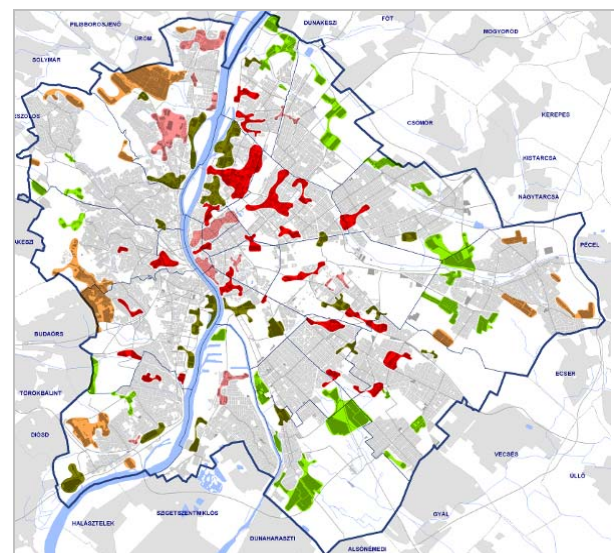 PILISBOROSJENŐ
ÜRÖM
DUNAKESZI
FÓT
MOGYORÓD
SOLYMÁR
CSÖMÖR
KEREPES
KISTARCSA
NAGYTARCSA
PÉCEL
BUDAÖRS
ECSER
TÖRÖKBÁLINT
DIÓSD
VECSÉS
ÜLLŐ
HALÁSZTELEK
SZIGETSZENTMIKLÓS
GYÁL
DUNAHARASZTI
ALSÓNÉMEDI